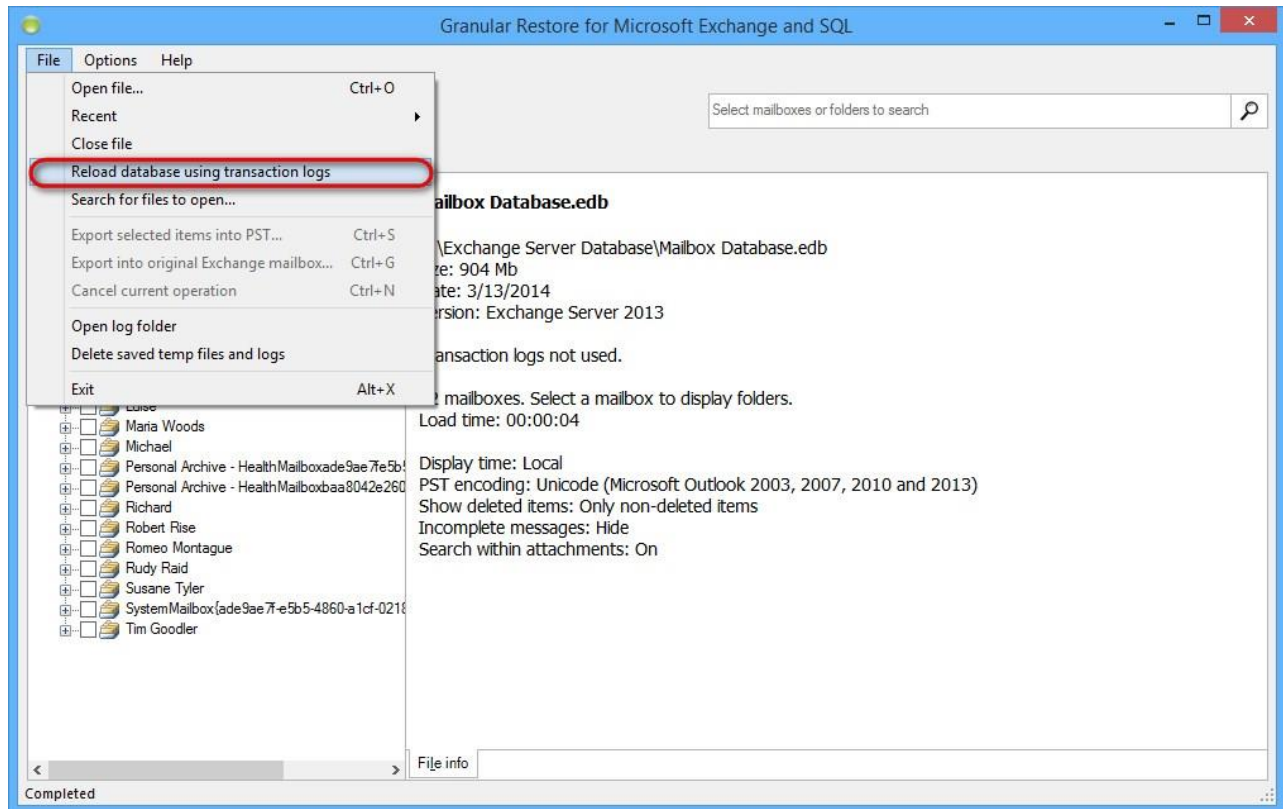 Granular Restore for Microsoft Exchange and SQL
File Options Help
Open file... Ctrl+O
Recent
Close file
Reload database using transaction logs
Search for files to open...
Export selected items into PST... Ctrl+S
Export into original Exchange mailbox... Ctrl+G
Cancel current operation Ctrl+N
Open log folder
Delete saved temp files and logs
Exit Alt+X
Select mailboxes or folders to search
Luise
Maria Woods
Michael
Personal Archive - HealthMailboxade9ae7fe5b5
Personal Archive - HealthMailboxbaa8042e260
Richard
Robert Rise
Romeo Montague
Rudy Raid
Susane Tyler
SystemMailbox{ade9ae7f-e5b5-4860-a1cf-0218
Tim Goodler
ailbox Database.edb
\Exchange Server Database\Mailbox Database.edb
ze: 904 Mb
ate: 3/13/2014
ersion: Exchange Server 2013
ansaction logs not used.
2 mailboxes. Select a mailbox to display folders.
Load time: 00:00:04
Display time: Local
PST encoding: Unicode (Microsoft Outlook 2003, 2007, 2010 and 2013)
Show deleted items: Only non-deleted items
Incomplete messages: Hide
Search within attachments: On
File info
Completed